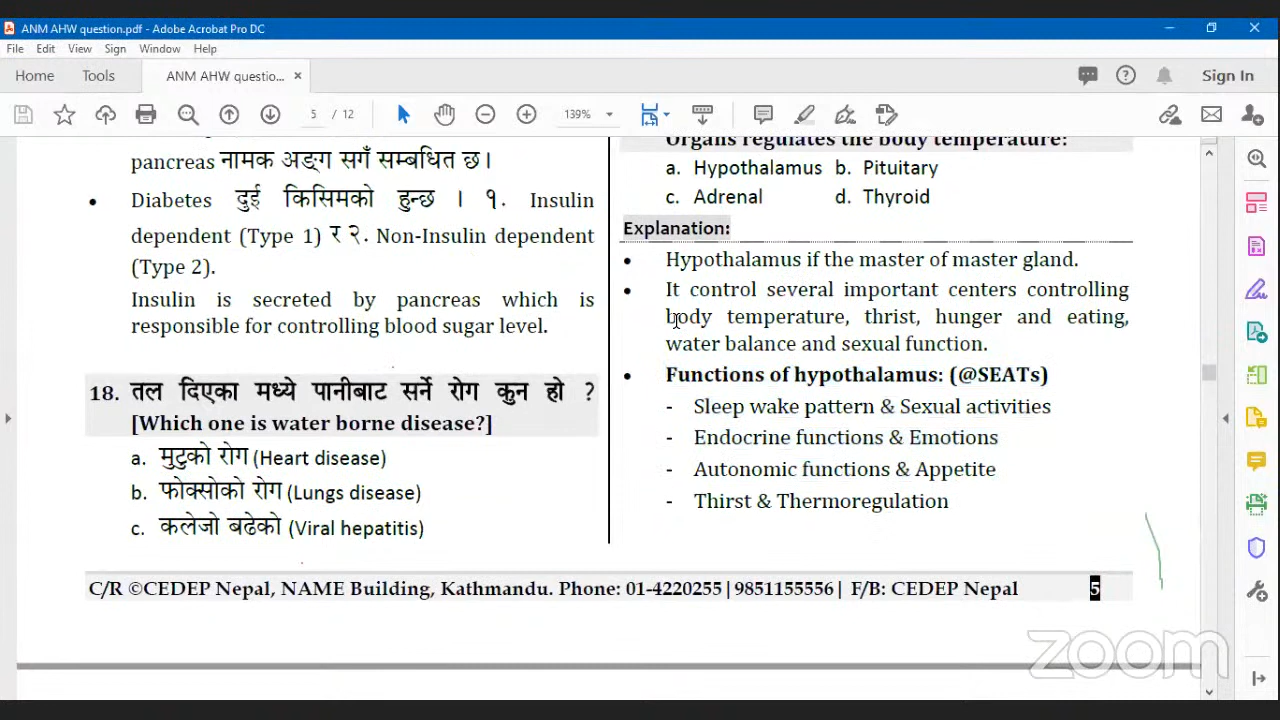 ANM AHW question.pdf - Adobe Acrobat Pro DC
File Edit View Sign Window Help
Home Tools ANM AHW questio... × Sign In
5 / 12 139%
pancreas नामक अङ्ग सगँ सम्बधित छ।
• Diabetes दुई किसिमको हुन्छ । १. Insulin
dependent (Type 1) र २. Non-Insulin dependent
(Type 2).
Insulin is secreted by pancreas which is
responsible for controlling blood sugar level.
18. तल दिएका मध्ये पानीबाट सर्ने रोग कुन हो ?
[Which one is water borne disease?]
a. मुटुको रोग (Heart disease)
b. फोक्सोको रोग (Lungs disease)
c. कलेजो बढेको (Viral hepatitis)
Organs regulates the body temperature:
a. Hypothalamus b. Pituitary
c. Adrenal d. Thyroid
Explanation:
• Hypothalamus if the master of master gland.
• It control several important centers controlling
body temperature, thrist, hunger and eating,
water balance and sexual function.
• Functions of hypothalamus: (@SEATs)
- Sleep wake pattern & Sexual activities
- Endocrine functions & Emotions
- Autonomic functions & Appetite
- Thirst & Thermoregulation
C/R ©CEDEP Nepal, NAME Building, Kathmandu. Phone: 01-4220255|9851155556| F/B: CEDEP Nepal 5
zoom